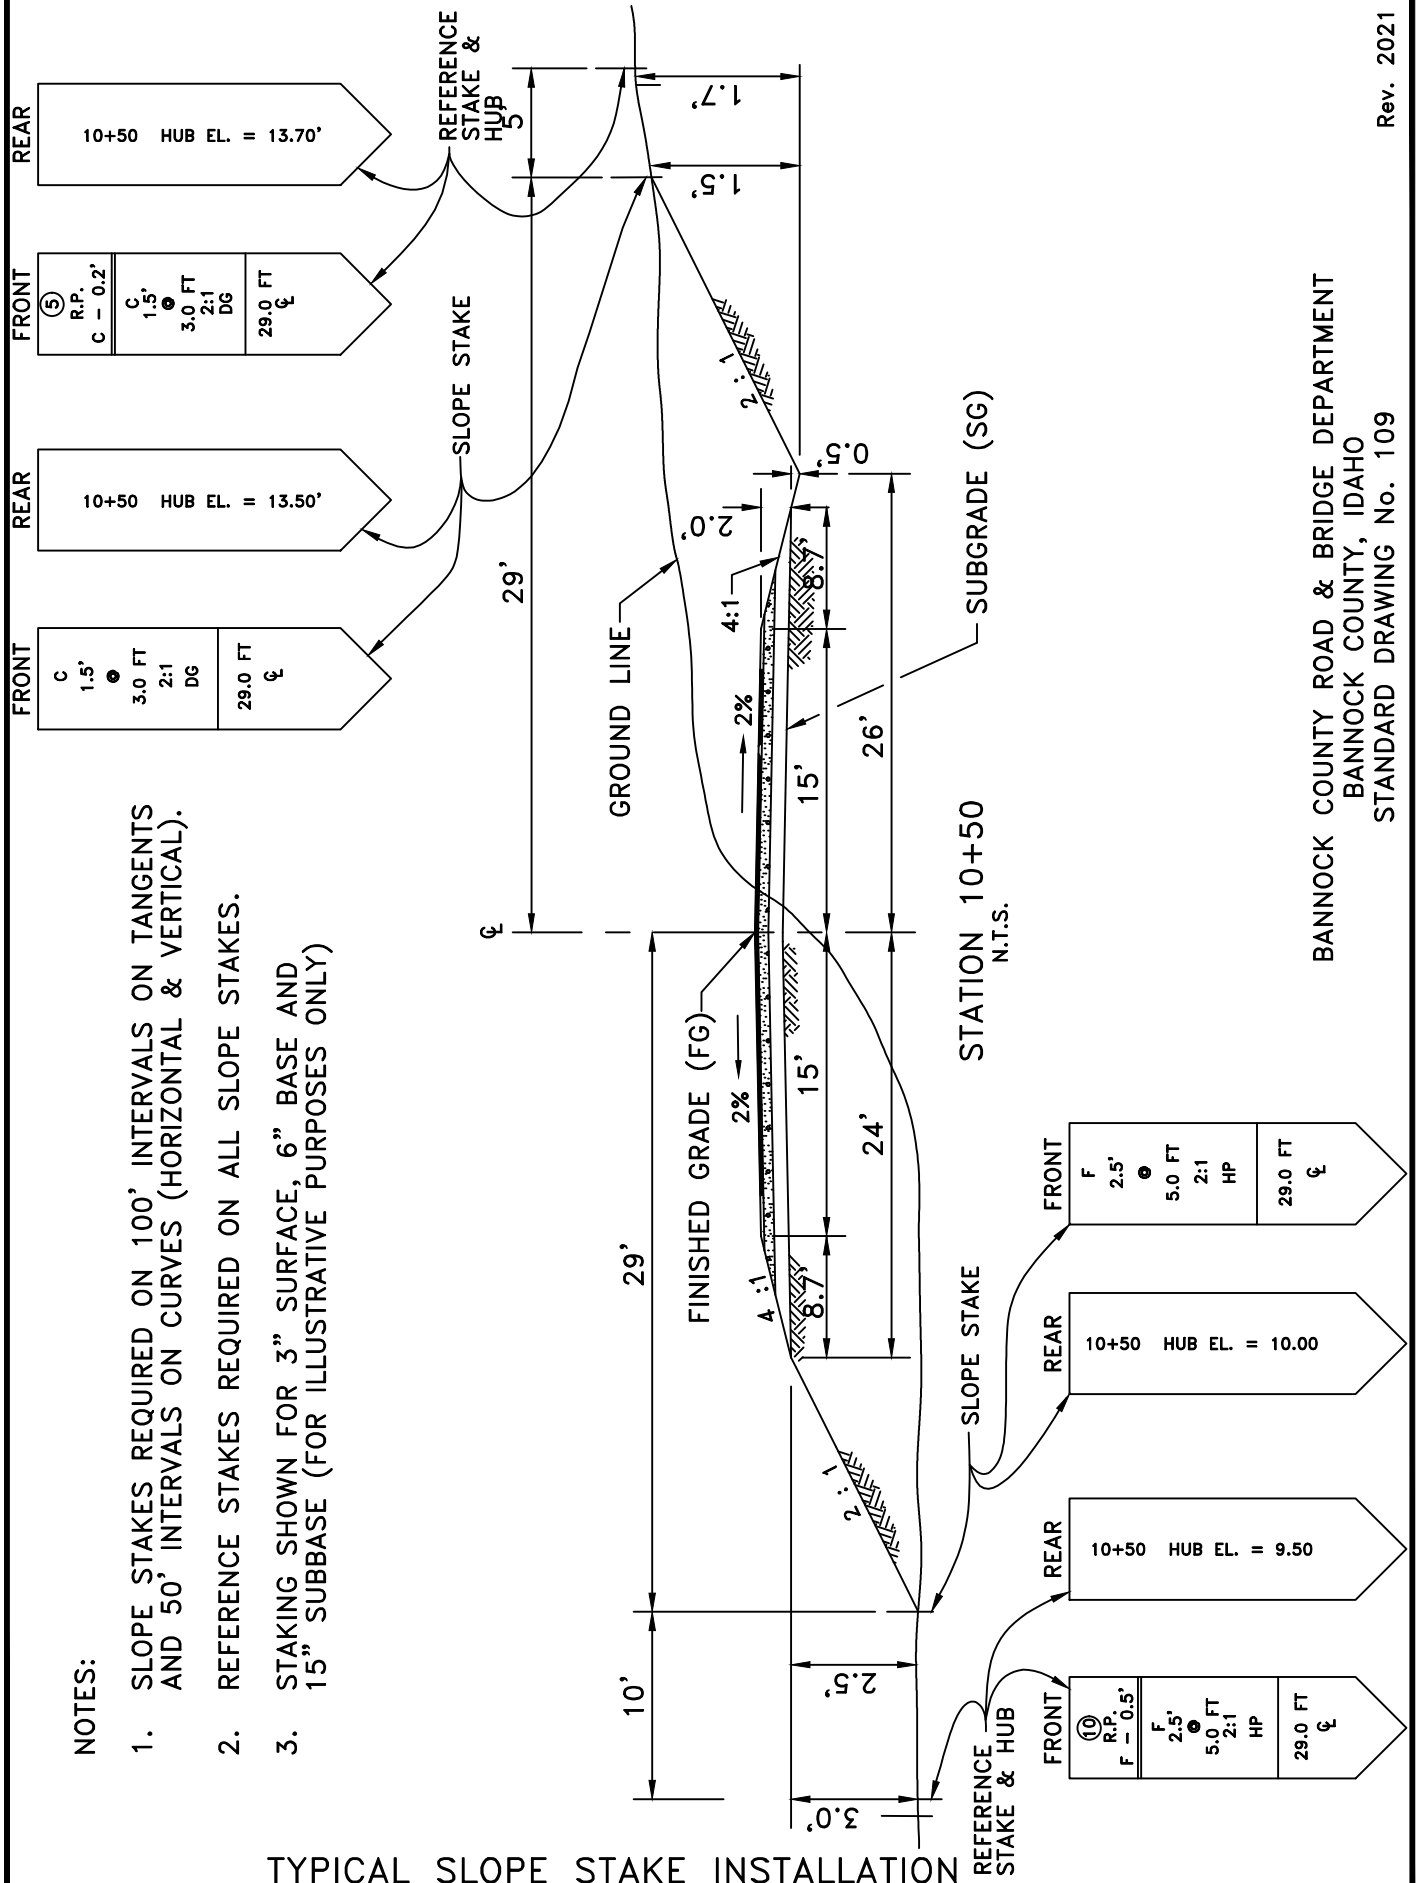 TYPICAL SLOPE STAKE INSTALLATION
NOTES:
1. SLOPE STAKES REQUIRED ON 100' INTERVALS ON TANGENTS
AND 50' INTERVALS ON CURVES (HORIZONTAL & VERTICAL).
2. REFERENCE STAKES REQUIRED ON ALL SLOPE STAKES.
3. STAKING SHOWN FOR 3" SURFACE, 6" BASE AND
15" SUBBASE (FOR ILLUSTRATIVE PURPOSES ONLY)
FRONT
C
1.5'
3.0 FT
2:1
DG
29.0 FT
℄
REAR
10+50 HUB EL. = 13.50'
SLOPE STAKE
FRONT
5
R.P.
C - 0.2'
C
1.5'
3.0 FT
2:1
DG
29.0 FT
℄
REAR
10+50 HUB EL. = 13.70'
REFERENCE
STAKE &
HUB
℄
29'
5'
10'
29'
GROUND LINE
FINISHED GRADE (FG)
2%
2%
4 :1
4:1
2.0'
0.5'
1.5'
1.7'
2 : 1
2 : 1
3.0'
2.5'
8.7'
15'
15'
8.7'
24'
26'
SUBGRADE (SG)
STATION 10+50
N.T.S.
REFERENCE
STAKE & HUB
SLOPE STAKE
FRONT
10
R.P.
F - 0.5'
F
2.5'
5.0 FT
2:1
HP
29.0 FT
℄
REAR
10+50 HUB EL. = 9.50
REAR
10+50 HUB EL. = 10.00
FRONT
F
2.5'
5.0 FT
2:1
HP
29.0 FT
℄
BANNOCK COUNTY ROAD & BRIDGE DEPARTMENT
BANNOCK COUNTY, IDAHO
STANDARD DRAWING No. 109
Rev. 2021